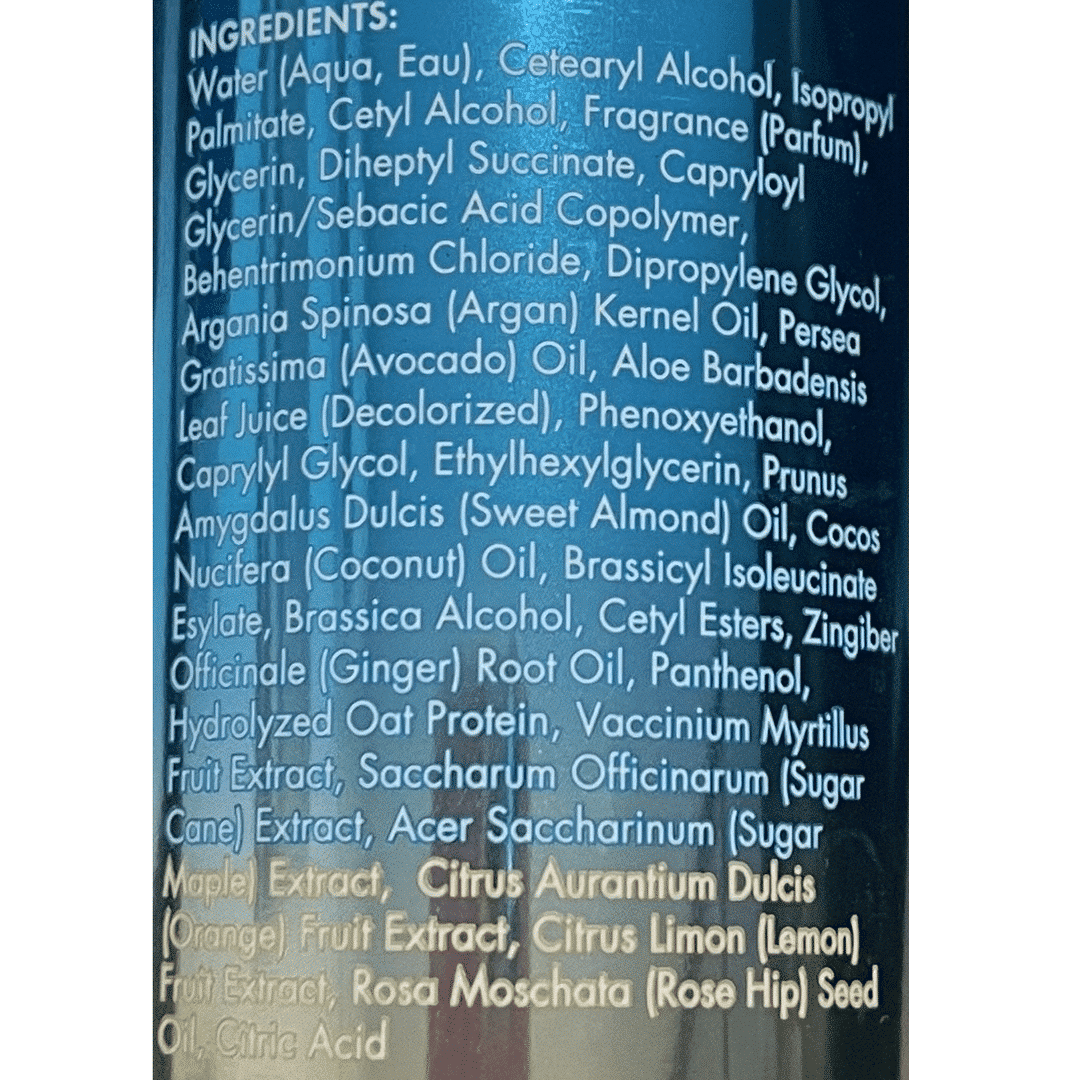 INGREDIENTS:
Water (Aqua, Eau), Cetearyl Alcohol, Isopropyl
Palmitate, Cetyl Alcohol, Fragrance (Parfum),
Glycerin, Diheptyl Succinate, Capryloyl
Glycerin/Sebacic Acid Copolymer,
Behentrimonium Chloride, Dipropylene Glycol,
Argania Spinosa (Argan) Kernel Oil, Persea
Gratissima (Avocado) Oil, Aloe Barbadensis
Leaf Juice (Decolorized), Phenoxyethanol,
Caprylyl Glycol, Ethylhexylglycerin, Prunus
Amygdalus Dulcis (Sweet Almond) Oil, Cocos
Nucifera (Coconut) Oil, Brassicyl Isoleucinate
Esylate, Brassica Alcohol, Cetyl Esters, Zingiber
Officinale (Ginger) Root Oil, Panthenol,
Hydrolyzed Oat Protein, Vaccinium Myrtillus
Fruit Extract, Saccharum Officinarum (Sugar
Cane) Extract, Acer Saccharinum (Sugar
Maple) Extract, Citrus Aurantium Dulcis
(Orange) Fruit Extract, Citrus Limon (Lemon)
Fruit Extract, Rosa Moschata (Rose Hip) Seed
Oil, Citric Acid